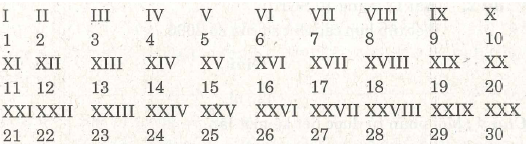 I II III IV V VI VII VIII IX X
1 2 3 4 5 6 7 8 9 10
XI XII XIII XIV XV XVI XVII XVIII XIX XX
11 12 13 14 15 16 17 18 19 20
XXI XXII XXIII XXIV XXV XXVI XXVII XXVIII XXIX XXX
21 22 23 24 25 26 27 28 29 30